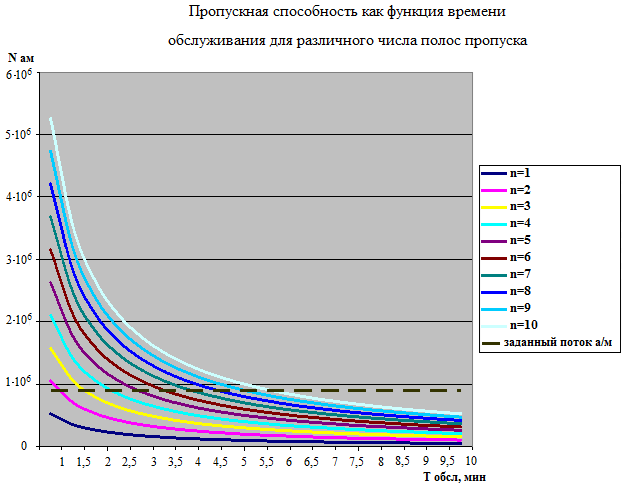 Пропускная способность как функция времени
обслуживания для различного числа полос пропуска
N ам
6·10⁶
5·10⁶
4·10⁶
3·10⁶
2·10⁶
1·10⁶
0
1 1,5 2 2,5 3 3,5 4 4,5 5 5,5 6 6,5 7 7,5 8 8,5 9 9,5 10
Т обсл, мин
n=1
n=2
n=3
n=4
n=5
n=6
n=7
n=8
n=9
n=10
заданный поток а/м